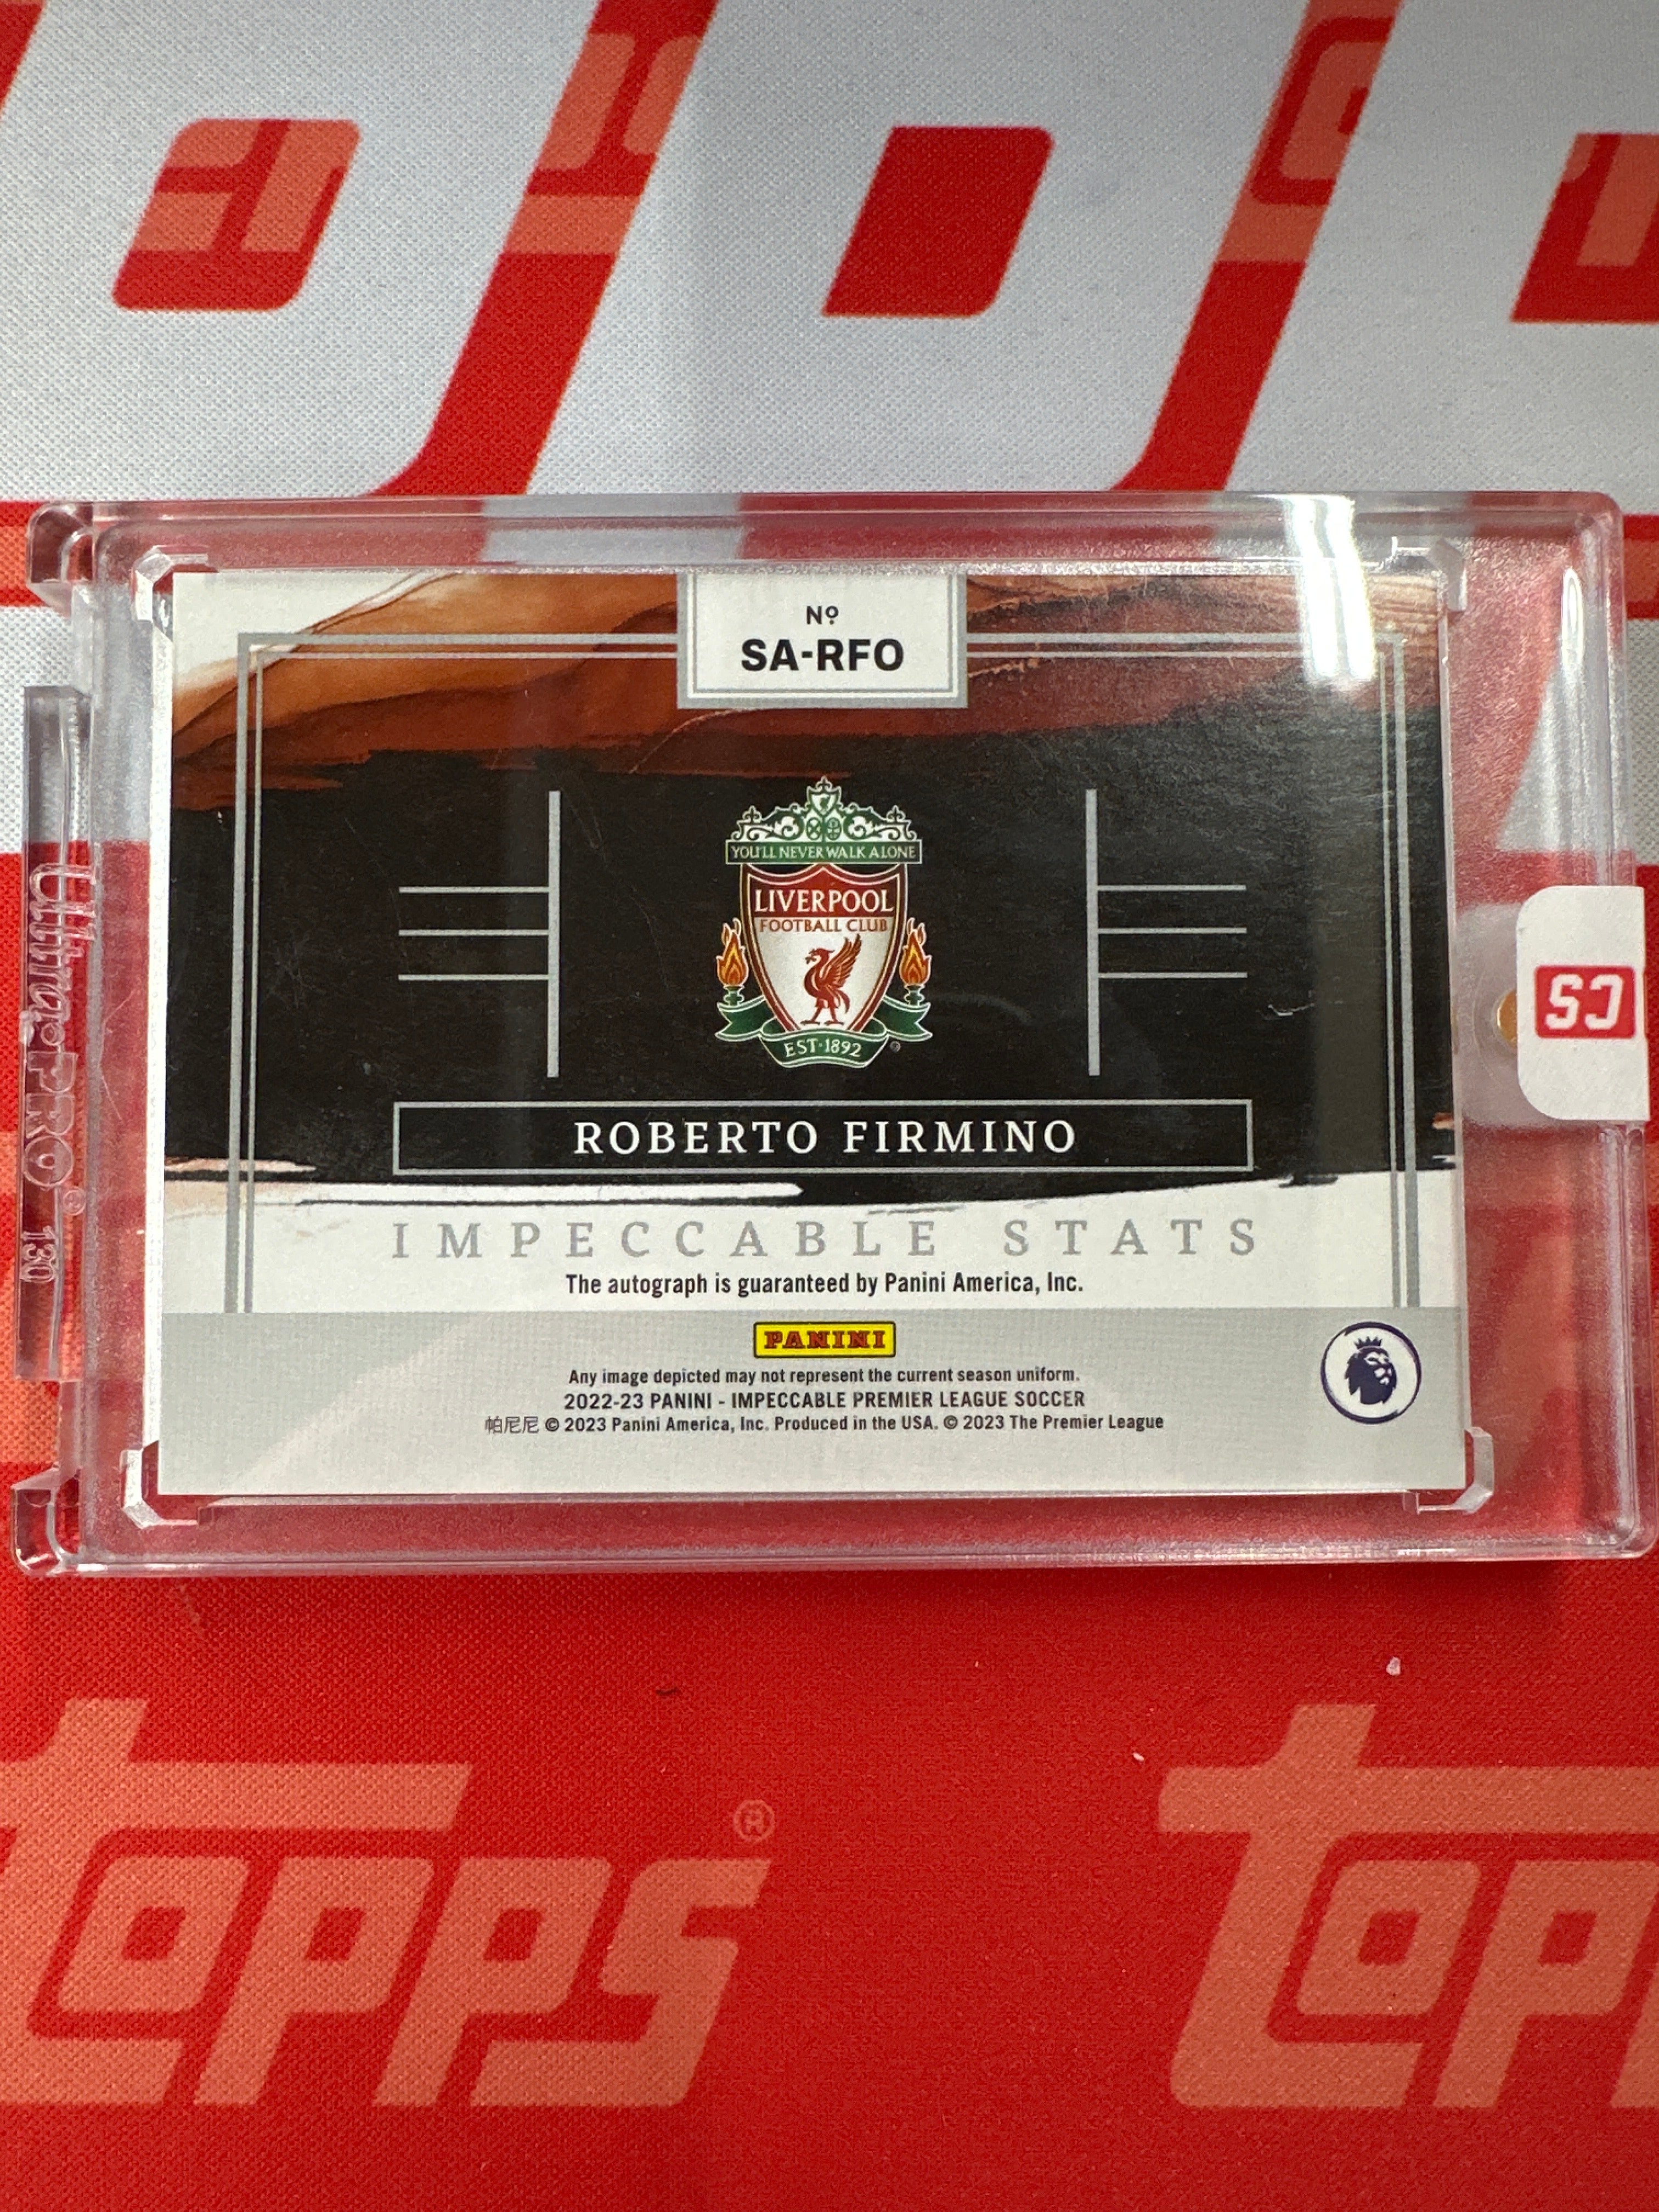 Nº
SA-RFO
YOU'LL NEVER WALK ALONE
LIVERPOOL
FOOTBALL CLUB
EST·1892
®
ROBERTO FIRMINO
IMPECCABLE STATS
The autograph is guaranteed by Panini America, Inc.
PANINI
Any image depicted may not represent the current season uniform.
2022-23 PANINI - IMPECCABLE PREMIER LEAGUE SOCCER
帕尼尼 © 2023 Panini America, Inc. Produced in the USA. © 2023 The Premier League
Ultra•PRO® 130
topps®
topp